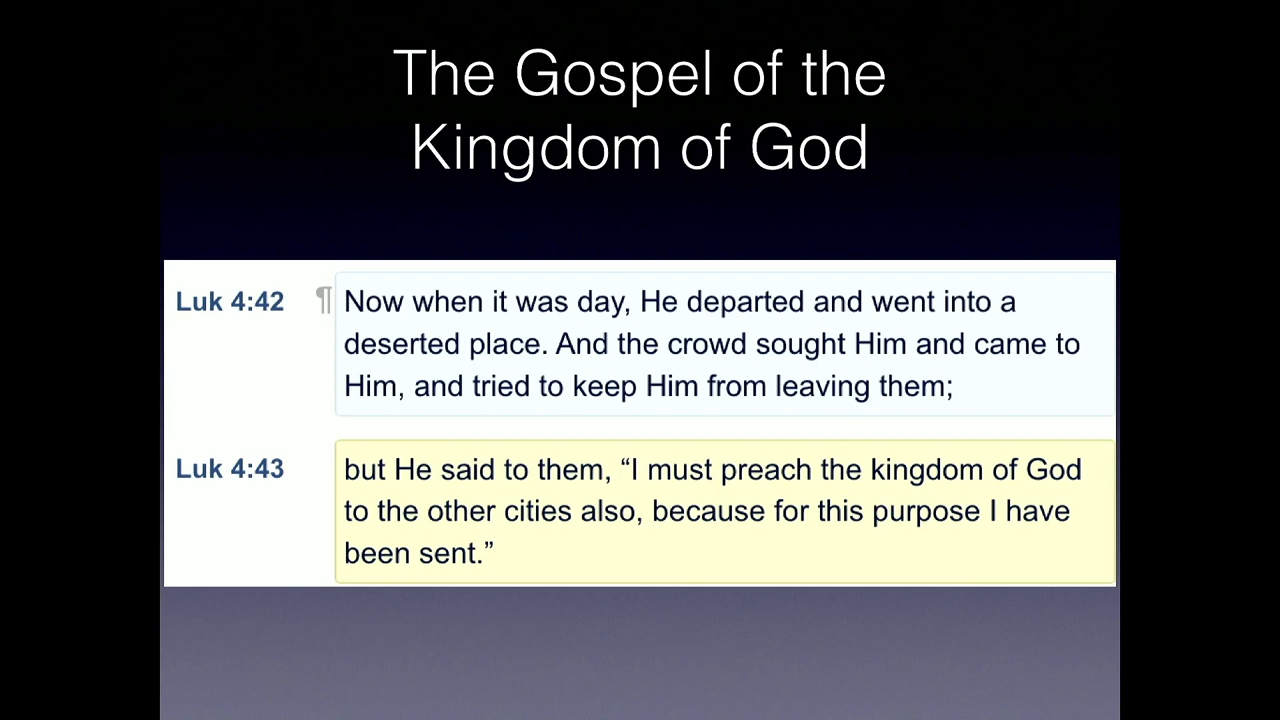 The Gospel of the
Kingdom of God
Luk 4:42 ¶ Now when it was day, He departed and went into a
deserted place. And the crowd sought Him and came to
Him, and tried to keep Him from leaving them;
Luk 4:43 but He said to them, “I must preach the kingdom of God
to the other cities also, because for this purpose I have
been sent.”